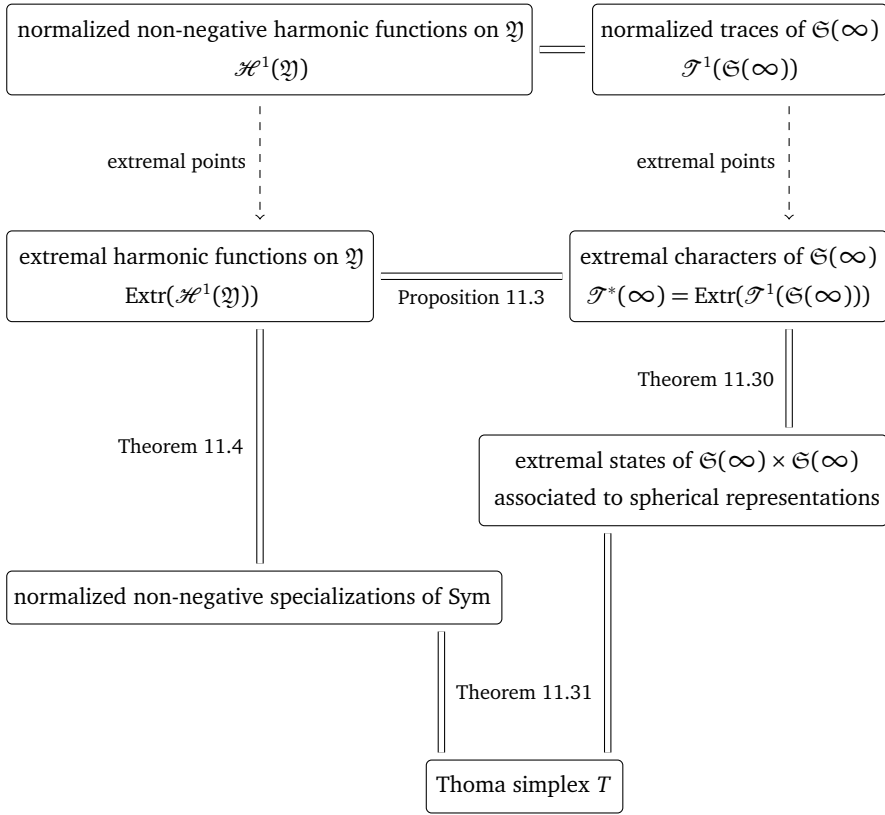 normalized non-negative harmonic functions on 𝔜
ℋ¹(𝔜)
normalized traces of 𝔖(∞)
𝒯¹(𝔖(∞))
extremal points
extremal points
extremal harmonic functions on 𝔜
Extr(ℋ¹(𝔜))
Proposition 11.3
extremal characters of 𝔖(∞)
𝒯*(∞) = Extr(𝒯¹(𝔖(∞)))
Theorem 11.30
Theorem 11.4
extremal states of 𝔖(∞) × 𝔖(∞)
associated to spherical representations
normalized non-negative specializations of Sym
Theorem 11.31
Thoma simplex T